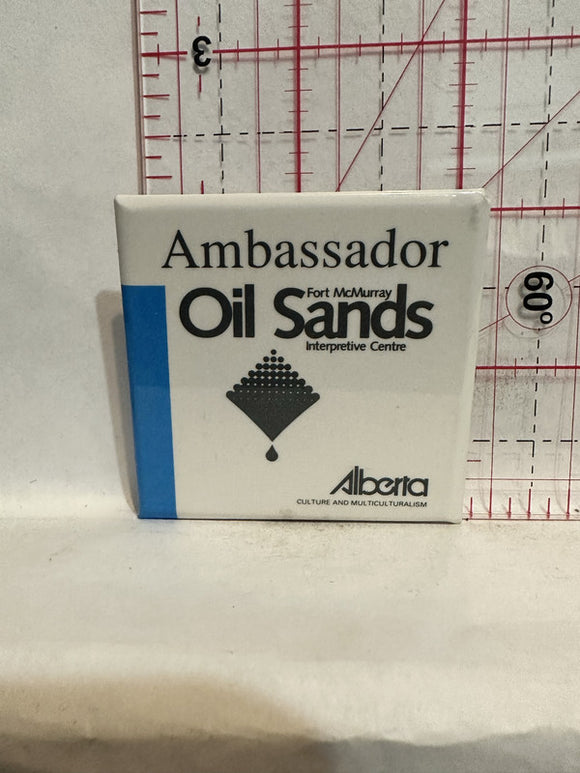 3
Ambassador
Fort McMurray
Oil Sands
Interpretive Centre
60°
Alberta
CULTURE AND MULTICULTURALISM